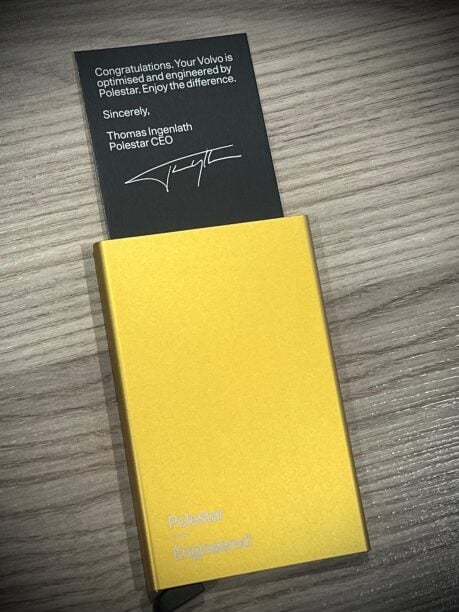 Congratulations. Your Volvo is
optimised and engineered by
Polestar. Enjoy the difference.
Sincerely,
Thomas Ingenlath
Polestar CEO
Polestar
Engineered